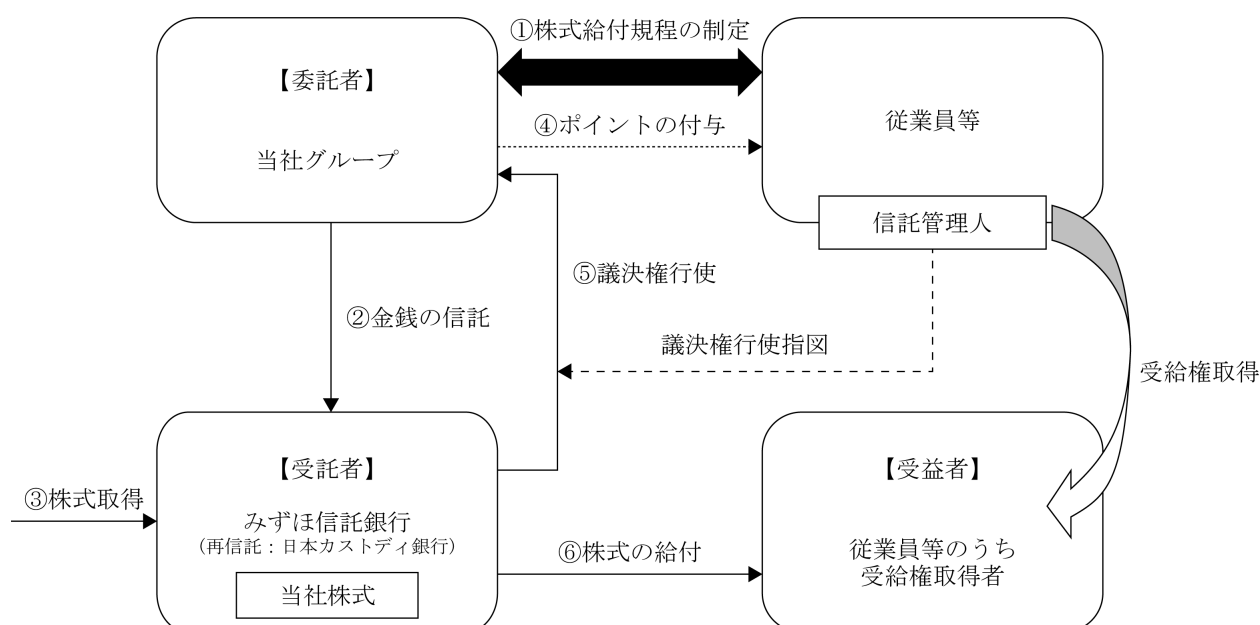 ①株式給付規程の制定
【委託者】
当社グループ
④ポイントの付与
従業員等
信託管理人
⑤議決権行使
②金銭の信託
議決権行使指図
受給権取得
【受託者】
③株式取得
みずほ信託銀行
（再信託：日本カストディ銀行）
当社株式
⑥株式の給付
【受益者】
従業員等のうち
受給権取得者